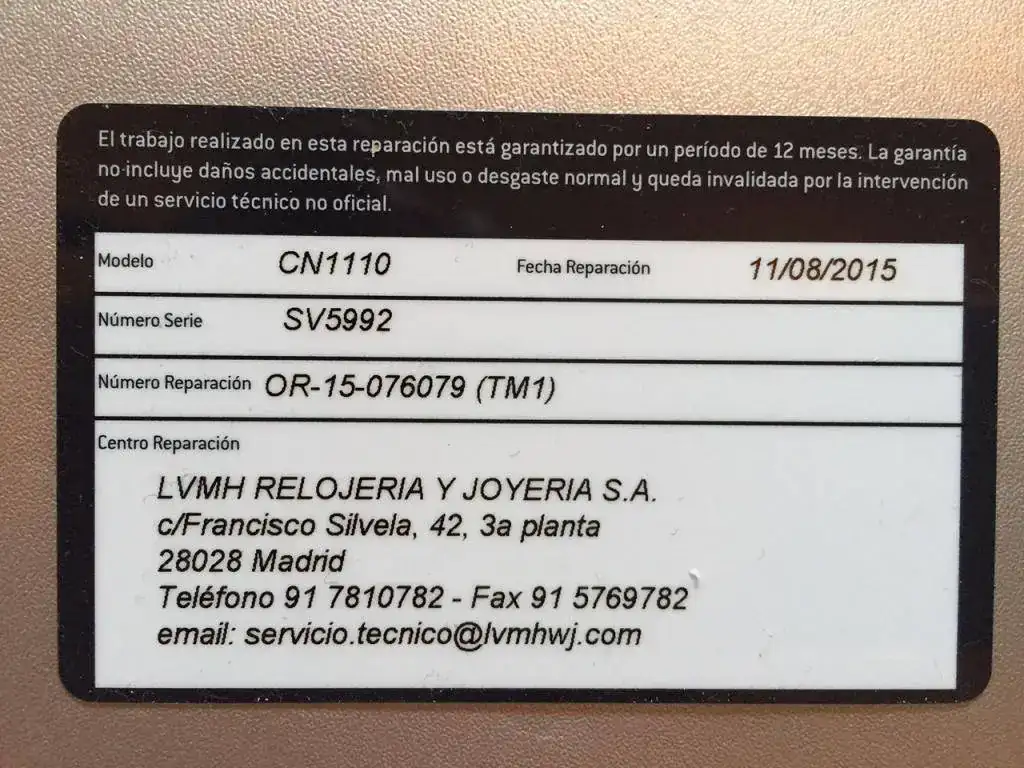 El trabajo realizado en esta reparación está garantizado por un período de 12 meses. La garantía
no incluye daños accidentales, mal uso o desgaste normal y queda invalidada por la intervención
de un servicio técnico no oficial.
Modelo CN1110 Fecha Reparación 11/08/2015
Número Serie SV5992
Número Reparación OR-15-076079 (TM1)
Centro Reparación
LVMH RELOJERIA Y JOYERIA S.A.
c/Francisco Silvela, 42, 3a planta
28028 Madrid
Teléfono 91 7810782 - Fax 91 5769782
email: servicio.tecnico@lvmhwj.com